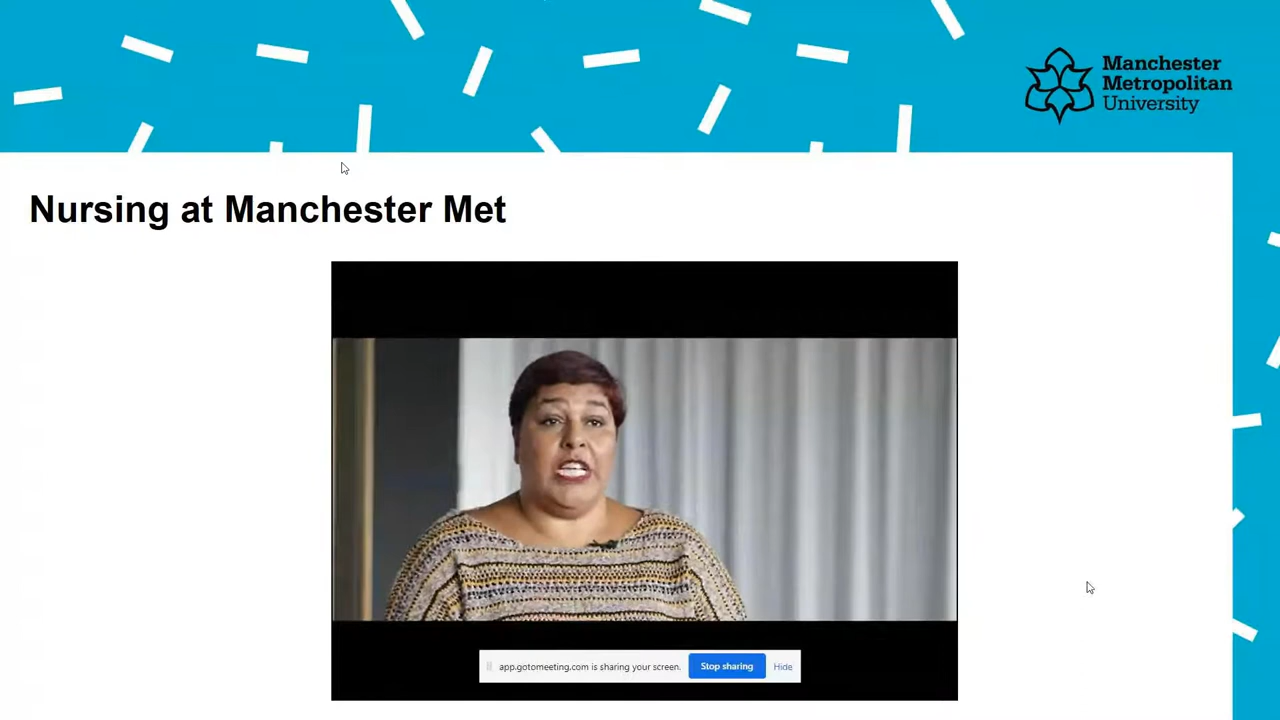 Manchester
Metropolitan
University
Nursing at Manchester Met
app.gotomeeting.com is sharing your screen.
Stop sharing
Hide